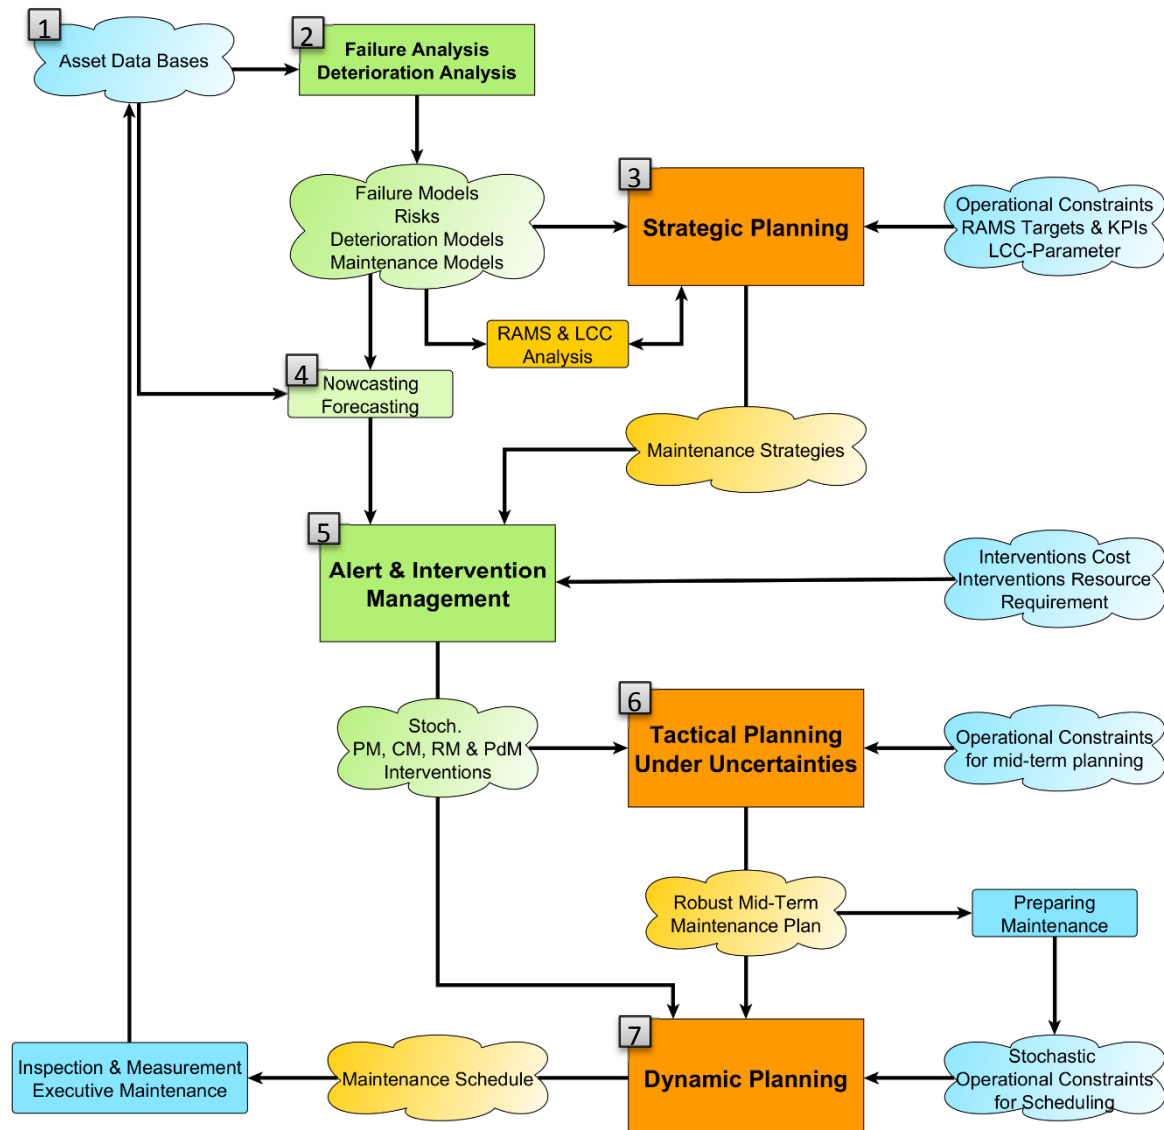 1
Asset Data Bases
2
Failure Analysis
Deterioration Analysis
Failure Models
Risks
Deterioration Models
Maintenance Models
3
Strategic Planning
Operational Constraints
RAMS Targets & KPIs
LCC-Parameter
RAMS & LCC
Analysis
4
Nowcasting
Forecasting
Maintenance Strategies
5
Alert & Intervention
Management
Interventions Cost
Interventions Resource
Requirement
Stoch.
PM, CM, RM & PdM
Interventions
6
Tactical Planning
Under Uncertainties
Operational Constraints
for mid-term planning
Robust Mid-Term
Maintenance Plan
Preparing
Maintenance
7
Dynamic Planning
Stochastic
Operational Constraints
for Scheduling
Maintenance Schedule
Inspection & Measurement
Executive Maintenance